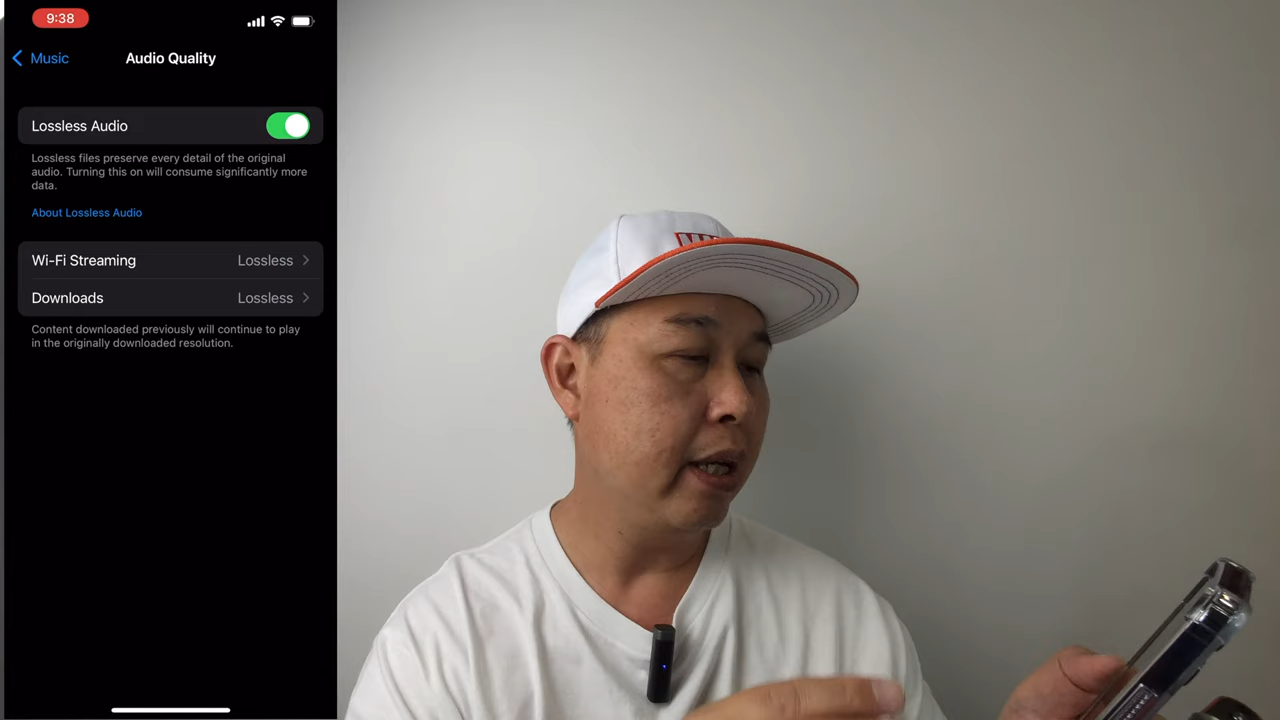 9:38
Music
Audio Quality
Lossless Audio
Lossless files preserve every detail of the original
audio. Turning this on will consume significantly more
data.
About Lossless Audio
Wi-Fi Streaming Lossless
Downloads Lossless
Content downloaded previously will continue to play
in the originally downloaded resolution.